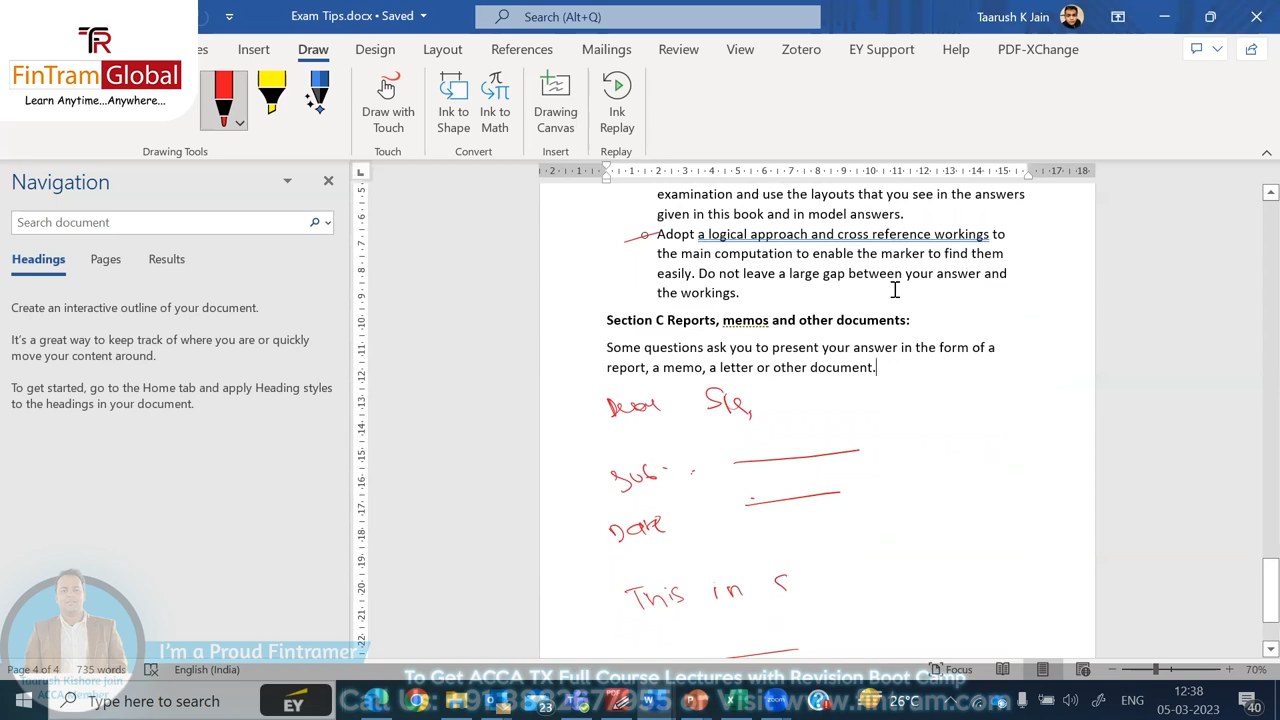 Exam Tips.docx • Saved
Search (Alt+Q)
Taarush K Jain
FinTram Global
Learn Anytime...Anywhere...
Insert Draw Design Layout References Mailings Review View Zotero EY Support Help PDF-XChange
Draw with Touch
Ink to Shape
Ink to Math
Drawing Canvas
Ink Replay
Drawing Tools Touch Convert Insert Replay
Navigation
Search document
Headings Pages Results
Create an interactive outline of your document.
It's a great way to keep track of where you are or quickly
move your content around.
To get started, go to the Home tab and apply Heading styles
to the headings in your document.
examination and use the layouts that you see in the answers
given in this book and in model answers.
Adopt a logical approach and cross reference workings to
the main computation to enable the marker to find them
easily. Do not leave a large gap between your answer and
the workings.
Section C Reports, memos and other documents:
Some questions ask you to present your answer in the form of a
report, a memo, a letter or other document.
Dear Sir,
Sub
Date
This in
I'm a Proud Fintramer
Page 4 of 4 735 words English (India) Focus 70%
Taarush Kishore Jain
ACCA Member
To Get ACCA TX Full Course Lectures with Revision Boot Camp
Type here to search
EY
26°C
ENG
12:38
05-03-2023